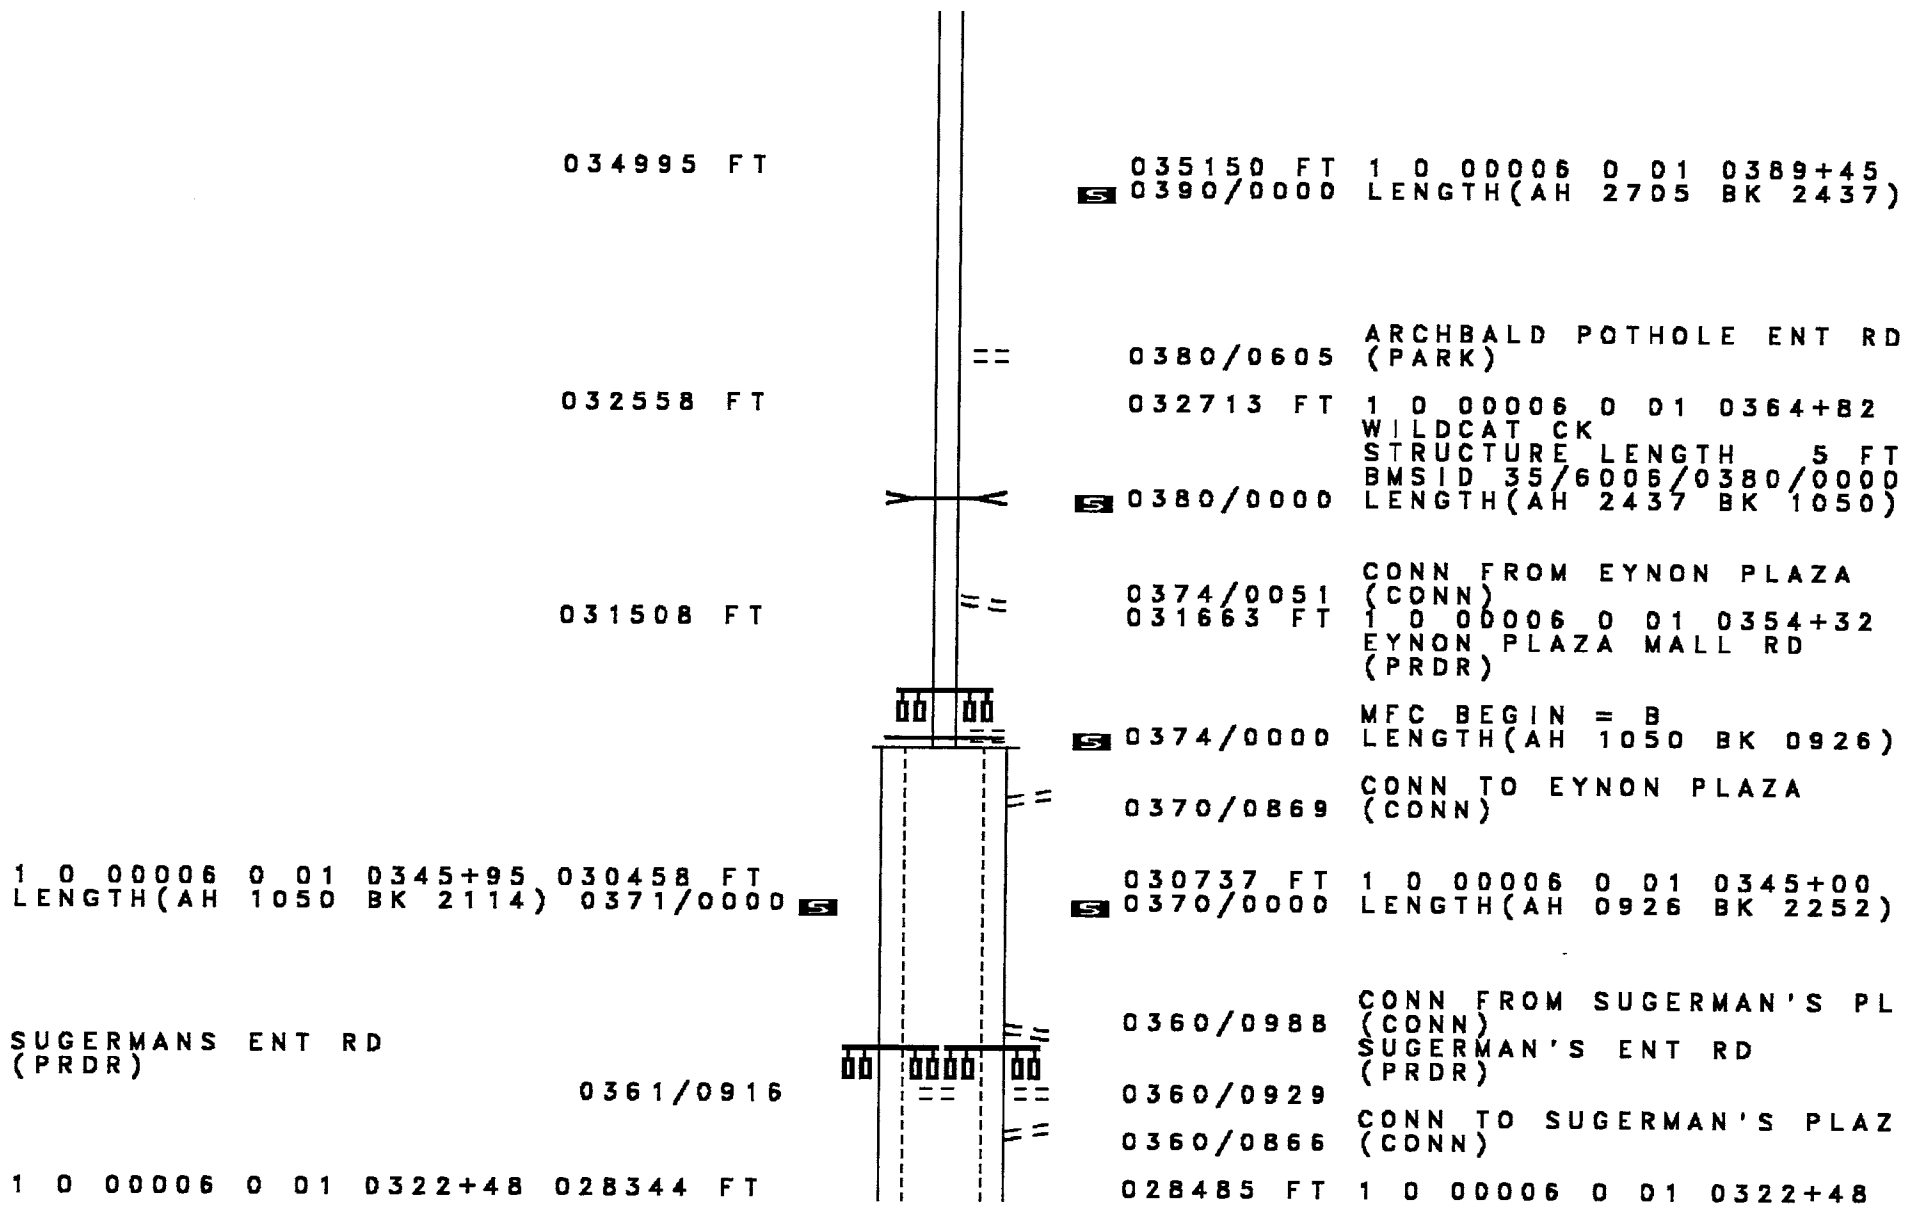 034995 FT 035150 FT 1 0 00006 0 01 0389+45
S 0390/0000 LENGTH(AH 2705 BK 2437)
ARCHBALD POTHOLE ENT RD
0380/0605 (PARK)
032558 FT 032713 FT 1 0 00006 0 01 0364+82
WILDCAT CK
STRUCTURE LENGTH 5 FT
BMSID 35/6006/0380/0000
S 0380/0000 LENGTH(AH 2437 BK 1050)
CONN FROM EYNON PLAZA
0374/0051 (CONN)
031508 FT 031663 FT 1 0 00006 0 01 0354+32
EYNON PLAZA MALL RD
(PRDR)
MFC BEGIN = B
S 0374/0000 LENGTH(AH 1050 BK 0926)
CONN TO EYNON PLAZA
0370/0869 (CONN)
1 0 00006 0 01 0345+95 030458 FT 030737 FT 1 0 00006 0 01 0345+00
LENGTH(AH 1050 BK 2114) 0371/0000 S S 0370/0000 LENGTH(AH 0926 BK 2252)
CONN FROM SUGERMAN'S PL
0360/0988 (CONN)
SUGERMANS ENT RD SUGERMAN'S ENT RD
(PRDR) (PRDR)
0361/0916 0360/0929
CONN TO SUGERMAN'S PLAZ
0360/0866 (CONN)
1 0 00006 0 01 0322+48 028344 FT 028485 FT 1 0 00006 0 01 0322+48